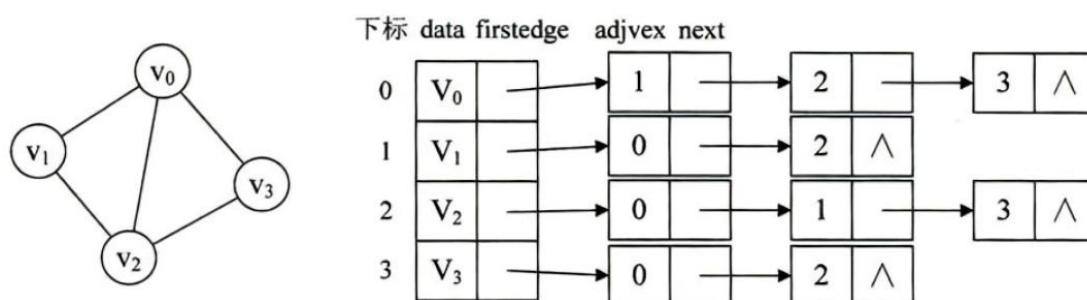 下标 data firstedge adjvex next
v₀
v₁
v₃
v₂
0 V₀ 1 2 3 ∧
1 V₁ 0 2 ∧
2 V₂ 0 1 3 ∧
3 V₃ 0 2 ∧